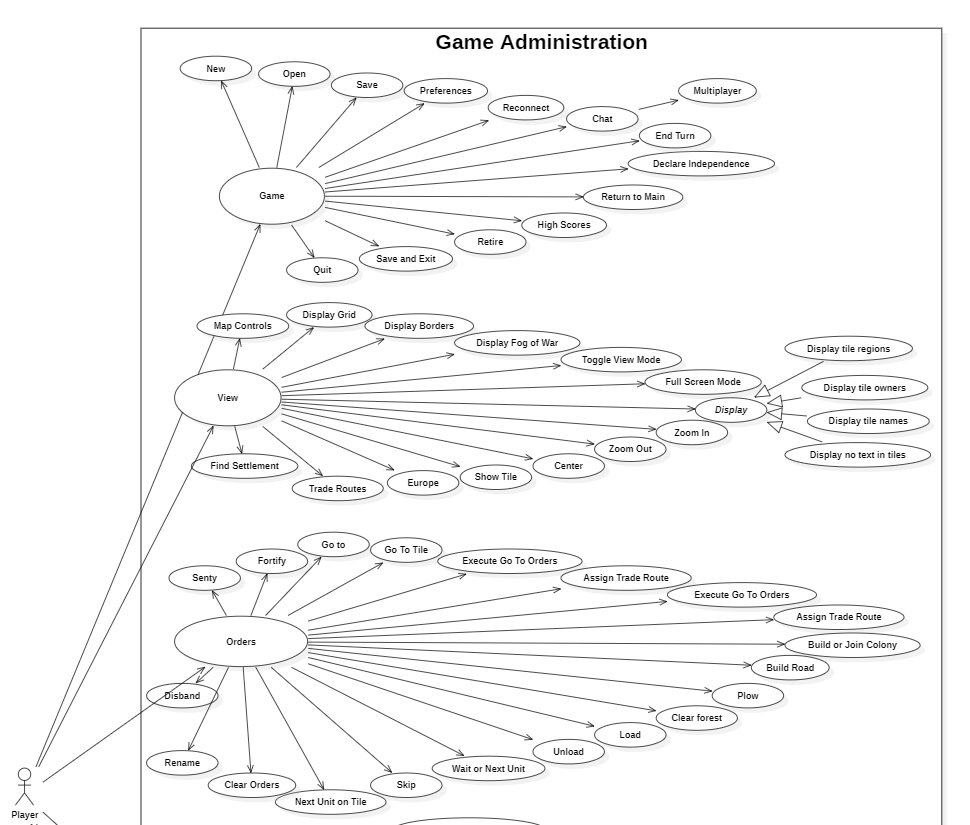 Game Administration
New
Open
Save
Preferences
Reconnect
Chat
Multiplayer
End Turn
Declare Independence
Game
Return to Main
High Scores
Retire
Save and Exit
Quit
Map Controls
Display Grid
Display Borders
Display Fog of War
Toggle View Mode
Full Screen Mode
Display tile regions
Display tile owners
View
Display
Display tile names
Zoom In
Zoom Out
Display no text in tiles
Center
Show Tile
Europe
Trade Routes
Find Settlement
Senty
Fortify
Go to
Go To Tile
Execute Go To Orders
Assign Trade Route
Execute Go To Orders
Assign Trade Route
Orders
Build or Join Colony
Build Road
Disband
Plow
Clear forest
Load
Unload
Rename
Wait or Next Unit
Clear Orders
Skip
Next Unit on Tile
Player